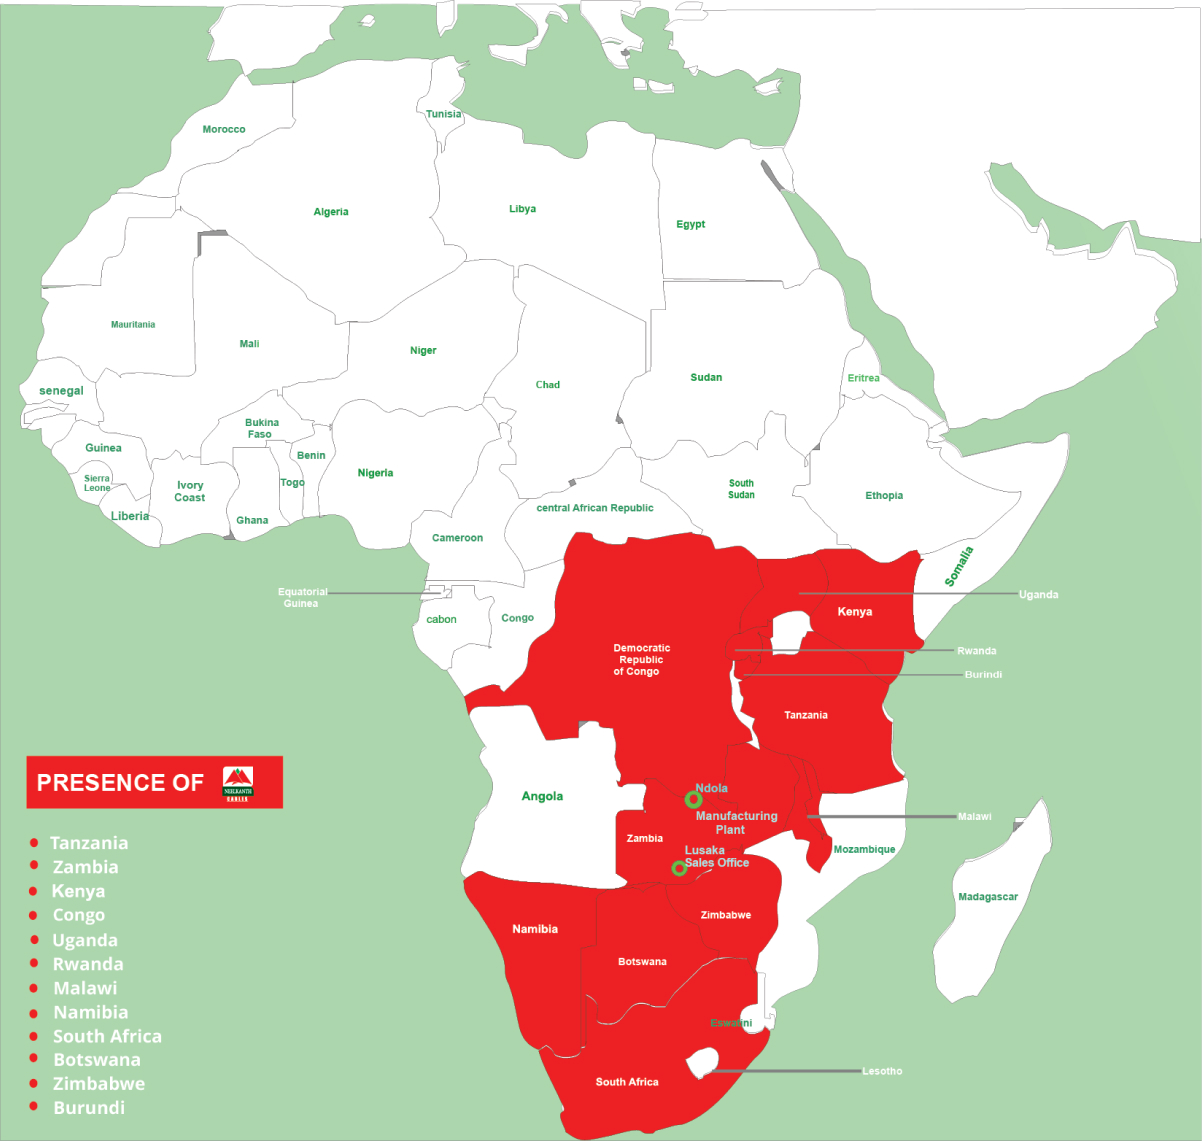 Tunisia
Morocco
Algeria
Libya
Egypt
Mauritania
Mali
Niger
Chad
Sudan
Eritrea
senegal
Bukina
Faso
Guinea
Benin
Nigeria
Sierra
Leone
Ivory
Coast
Togo
South
Sudan
Ethopia
Liberia
Ghana
central African Republic
Cameroon
Somalia
Equatorial
Guinea
Uganda
cabon
Congo
Kenya
Democratic
Republic
of Congo
Rwanda
Burindi
Tanzania
PRESENCE OF
NEELKANTH
CABLES
Angola
Ndola
Manufacturing
Plant
Malawi
Zambia
Lusaka
Sales Office
Mozambique
Madagascar
Namibia
Zimbabwe
Botswana
Eswatini
South Africa
Lesotho
Tanzania
Zambia
Kenya
Congo
Uganda
Rwanda
Malawi
Namibia
South Africa
Botswana
Zimbabwe
Burundi